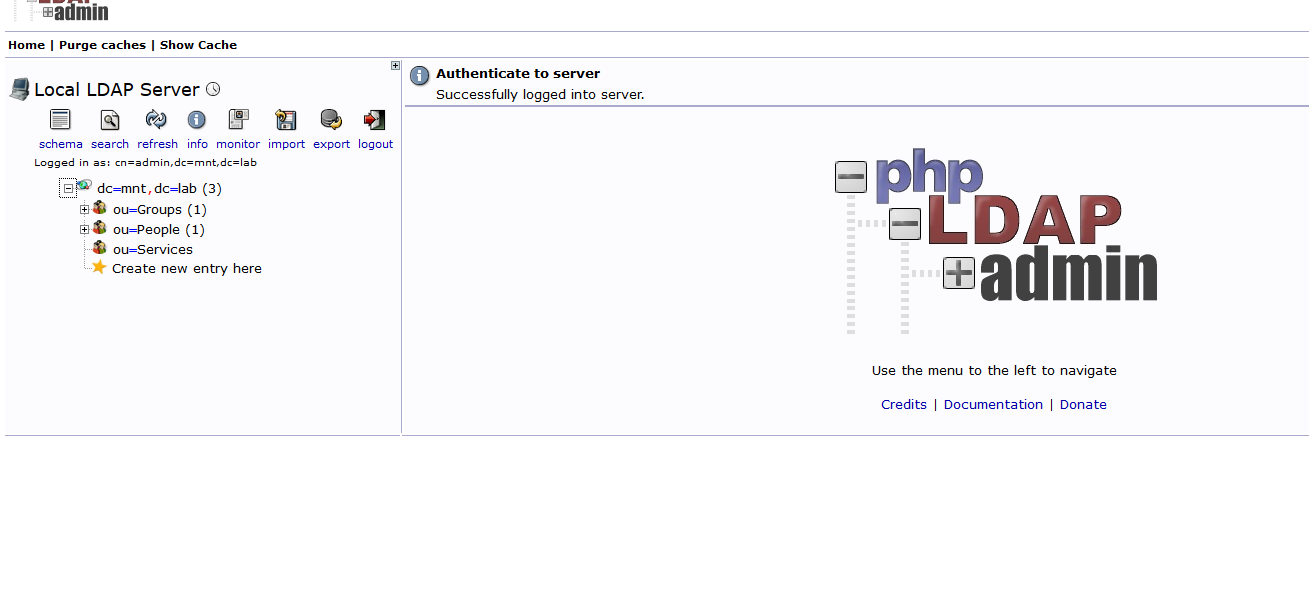 admin
Home | Purge caches | Show Cache
Local LDAP Server
schema search refresh info monitor import export logout
Logged in as: cn=admin,dc=mnt,dc=lab
dc=mnt,dc=lab (3)
ou=Groups (1)
ou=People (1)
ou=Services
Create new entry here
Authenticate to server
Successfully logged into server.
php
LDAP
admin
Use the menu to the left to navigate
Credits | Documentation | Donate